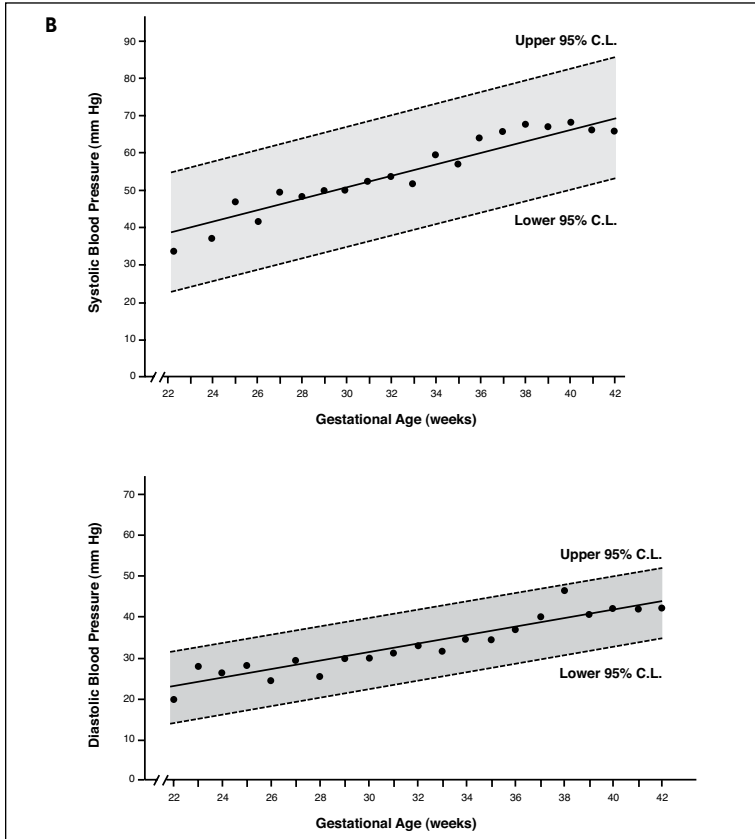 B
Upper 95% C.L.
90
80
70
60
50
40
30
20
10
0
Systolic Blood Pressure (mm Hg)
Lower 95% C.L.
22 24 26 28 30 32 34 36 38 40 42
Gestational Age (weeks)
70
60
50
40
30
20
10
0
Diastolic Blood Pressure (mm Hg)
Upper 95% C.L.
Lower 95% C.L.
22 24 26 28 30 32 34 36 38 40 42
Gestational Age (weeks)